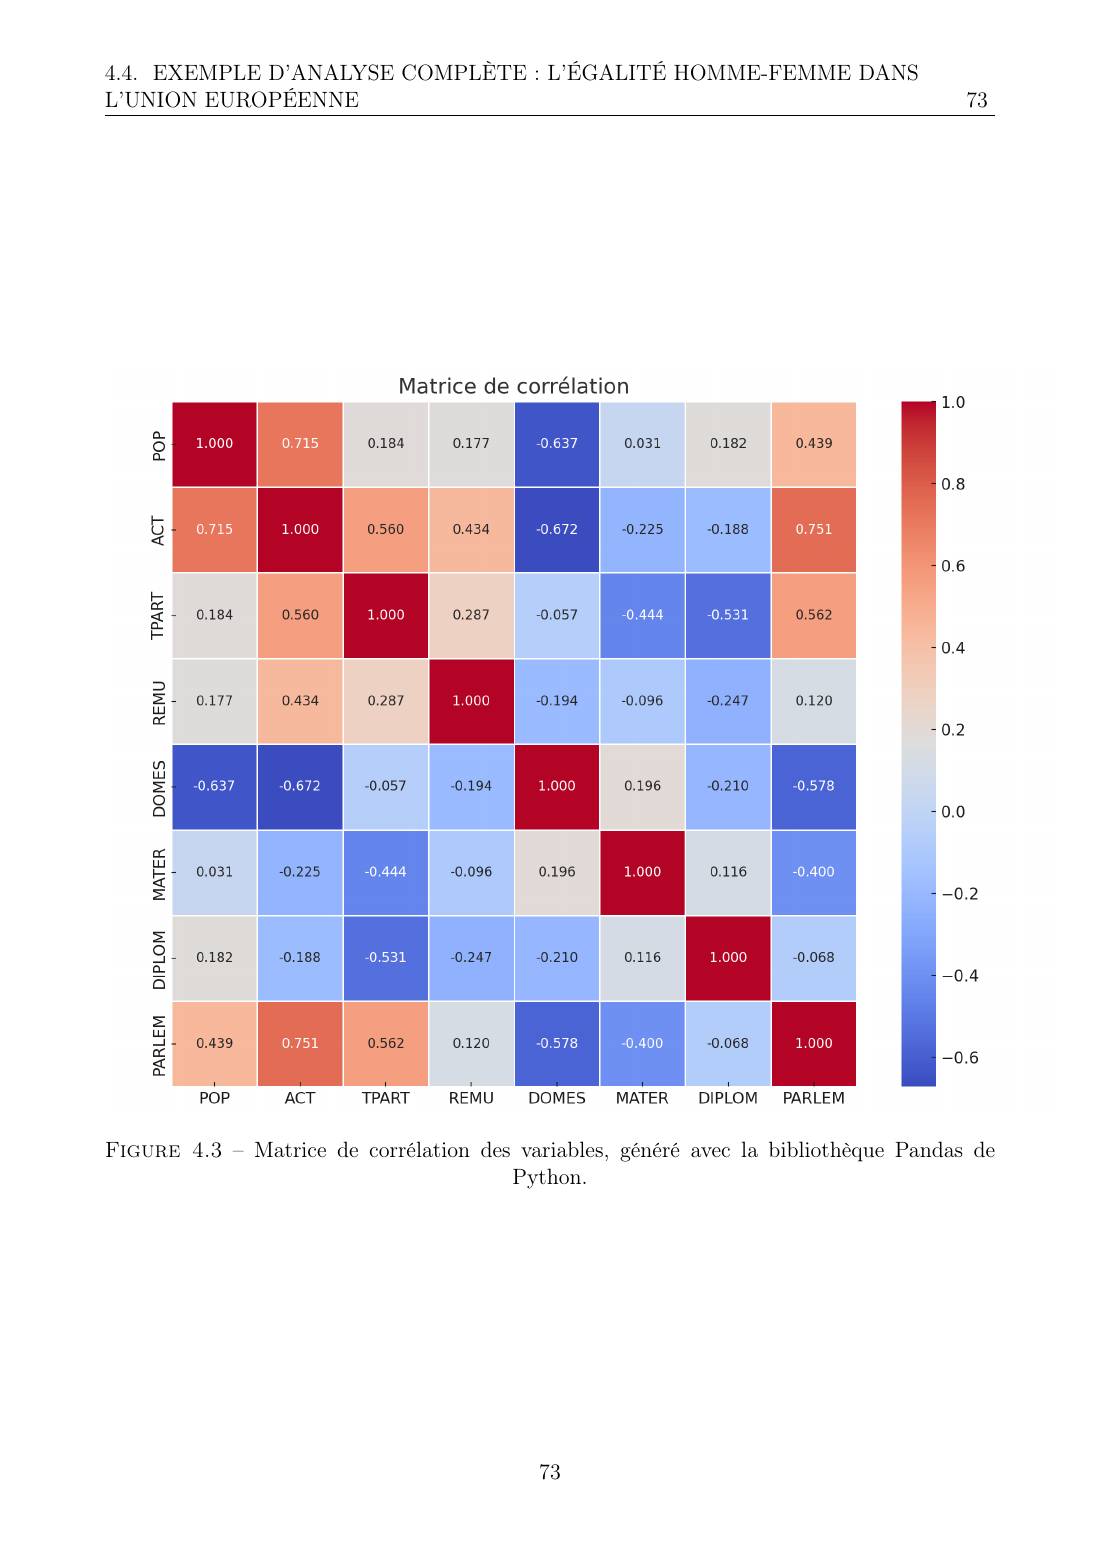 4.4. EXEMPLE D'ANALYSE COMPLÈTE : L'ÉGALITÉ HOMME-FEMME DANS
L'UNION EUROPÉENNE 73
Matrice de corrélation
POP 1.000 0.715 0.184 0.177 -0.637 0.031 0.182 0.439
ACT 0.715 1.000 0.560 0.434 -0.672 -0.225 -0.188 0.751
TPART 0.184 0.560 1.000 0.287 -0.057 -0.444 -0.531 0.562
REMU 0.177 0.434 0.287 1.000 -0.194 -0.096 -0.247 0.120
DOMES -0.637 -0.672 -0.057 -0.194 1.000 0.196 -0.210 -0.578
MATER 0.031 -0.225 -0.444 -0.096 0.196 1.000 0.116 -0.400
DIPLOM 0.182 -0.188 -0.531 -0.247 -0.210 0.116 1.000 -0.068
PARLEM 0.439 0.751 0.562 0.120 -0.578 -0.400 -0.068 1.000
POP ACT TPART REMU DOMES MATER DIPLOM PARLEM
1.0
0.8
0.6
0.4
0.2
0.0
−0.2
−0.4
−0.6
FIGURE 4.3 – Matrice de corrélation des variables, généré avec la bibliothèque Pandas de
Python.
73